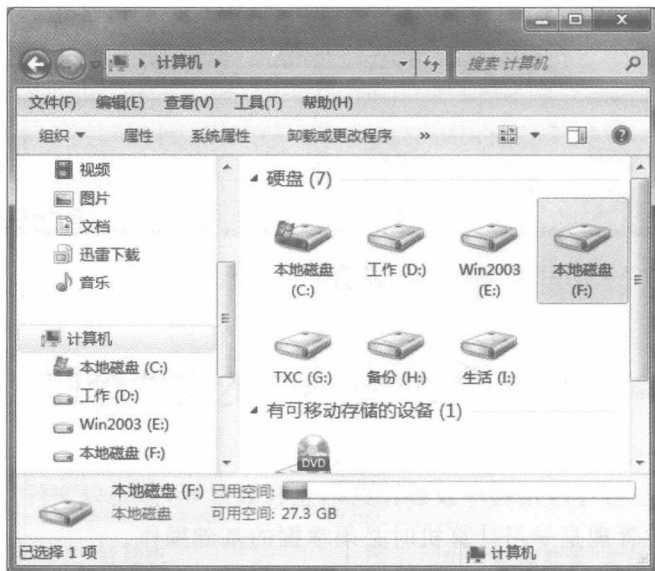 计算机
搜索 计算机
文件(F) 编辑(E) 查看(V) 工具(T) 帮助(H)
组织 属性 系统属性 卸载或更改程序 »
视频
图片
文档
迅雷下载
音乐
计算机
本地磁盘 (C:)
工作 (D:)
Win2003 (E:)
本地磁盘 (F:)
硬盘 (7)
本地磁盘
(C:)
工作 (D:)
Win2003
(E:)
本地磁盘
(F:)
TXC (G:)
备份 (H:)
生活 (I:)
有可移动存储的设备 (1)
DVD
本地磁盘 (F:) 已用空间:
本地磁盘 可用空间: 27.3 GB
已选择 1 项
计算机